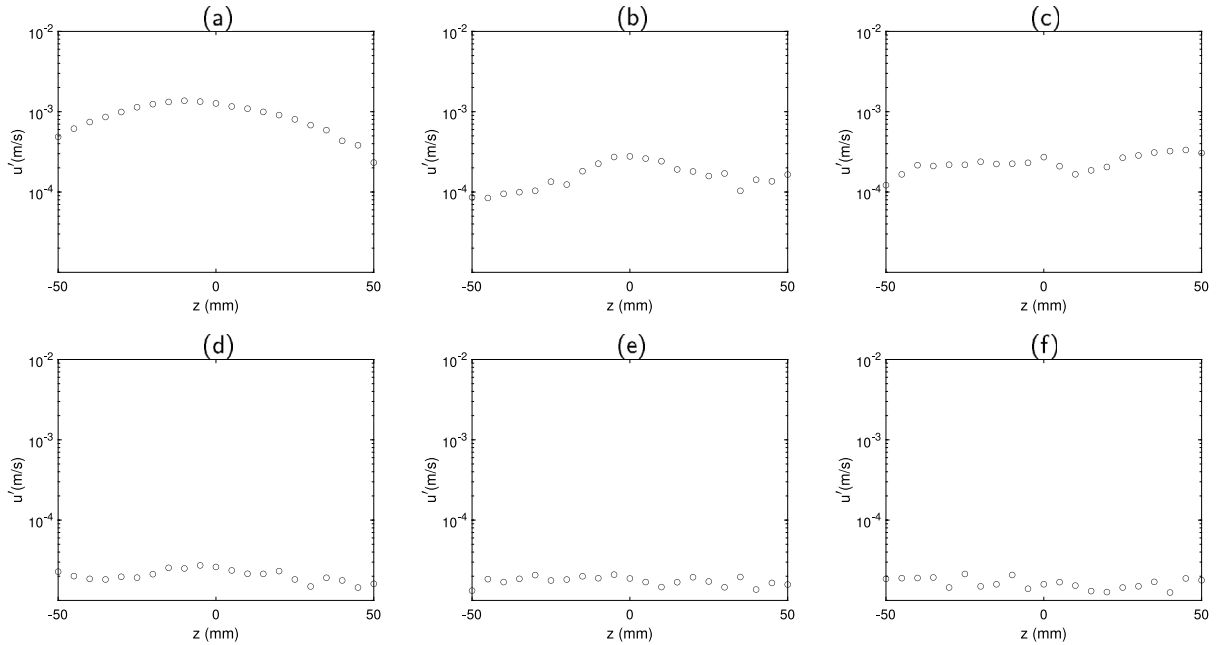 (a) (b) (c)
10⁻² 10⁻² 10⁻²
10⁻³ 10⁻³ 10⁻³
u′(m/s) u′(m/s) u′(m/s)
10⁻⁴ 10⁻⁴ 10⁻⁴
-50 0 50 -50 0 50 -50 0 50
z (mm) z (mm) z (mm)
(d) (e) (f)
10⁻² 10⁻² 10⁻²
10⁻³ 10⁻³ 10⁻³
u′(m/s) u′(m/s) u′(m/s)
10⁻⁴ 10⁻⁴ 10⁻⁴
-50 0 50 -50 0 50 -50 0 50
z (mm) z (mm) z (mm)